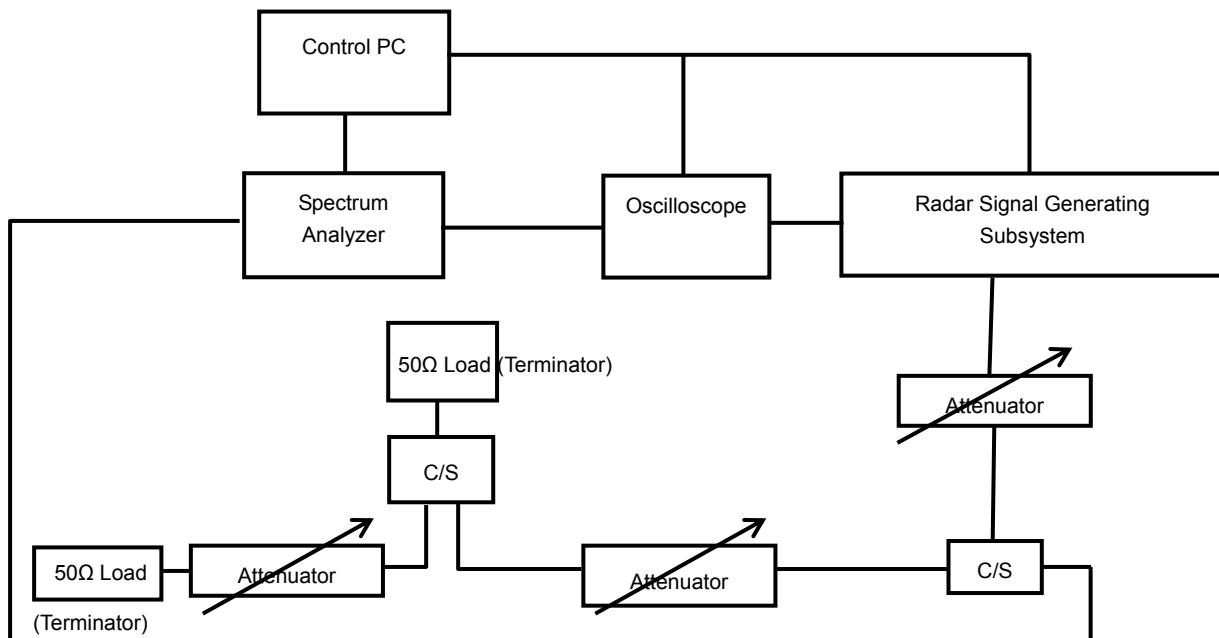 Control PC
Spectrum
Analyzer
Oscilloscope
Radar Signal Generating
Subsystem
50Ω Load (Terminator)
Attenuator
C/S
50Ω Load
(Terminator)
Attenuator
Attenuator
C/S